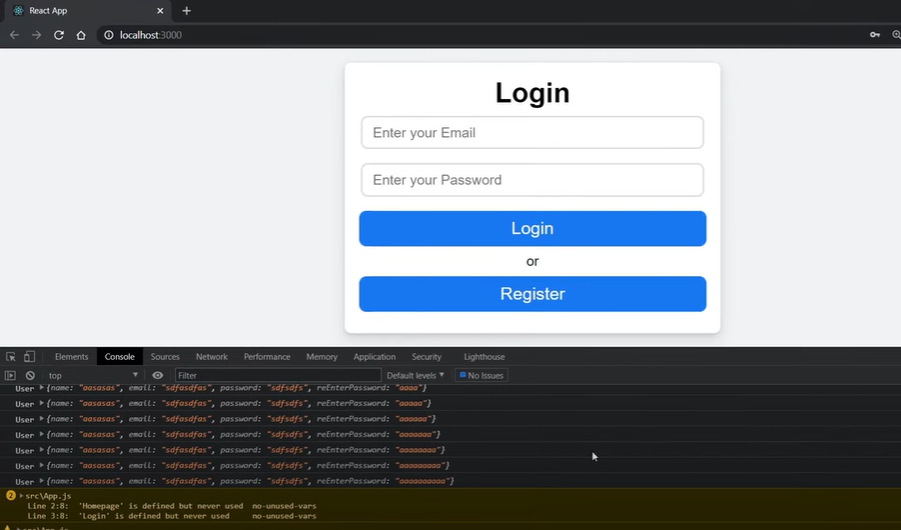 React App
localhost:3000
Login
Enter your Email
Enter your Password
Login
or
Register
Elements Console Sources Network Performance Memory Application Security Lighthouse
top Filter Default levels No Issues
User {name: "aasasas", email: "sdfasdfas", password: "sdfsdfs", reEnterPassword: "aaaa"}
User {name: "aasasas", email: "sdfasdfas", password: "sdfsdfs", reEnterPassword: "aaaaa"}
User {name: "aasasas", email: "sdfasdfas", password: "sdfsdfs", reEnterPassword: "aaaaaa"}
User {name: "aasasas", email: "sdfasdfas", password: "sdfsdfs", reEnterPassword: "aaaaaaa"}
User {name: "aasasas", email: "sdfasdfas", password: "sdfsdfs", reEnterPassword: "aaaaaaaa"}
User {name: "aasasas", email: "sdfasdfas", password: "sdfsdfs", reEnterPassword: "aaaaaaaaa"}
User {name: "aasasas", email: "sdfasdfas", password: "sdfsdfs", reEnterPassword: "aaaaaaaaaa"}
2 src\App.js
Line 2:8: 'Homepage' is defined but never used no-unused-vars
Line 3:8: 'Login' is defined but never used no-unused-vars
src\App.js